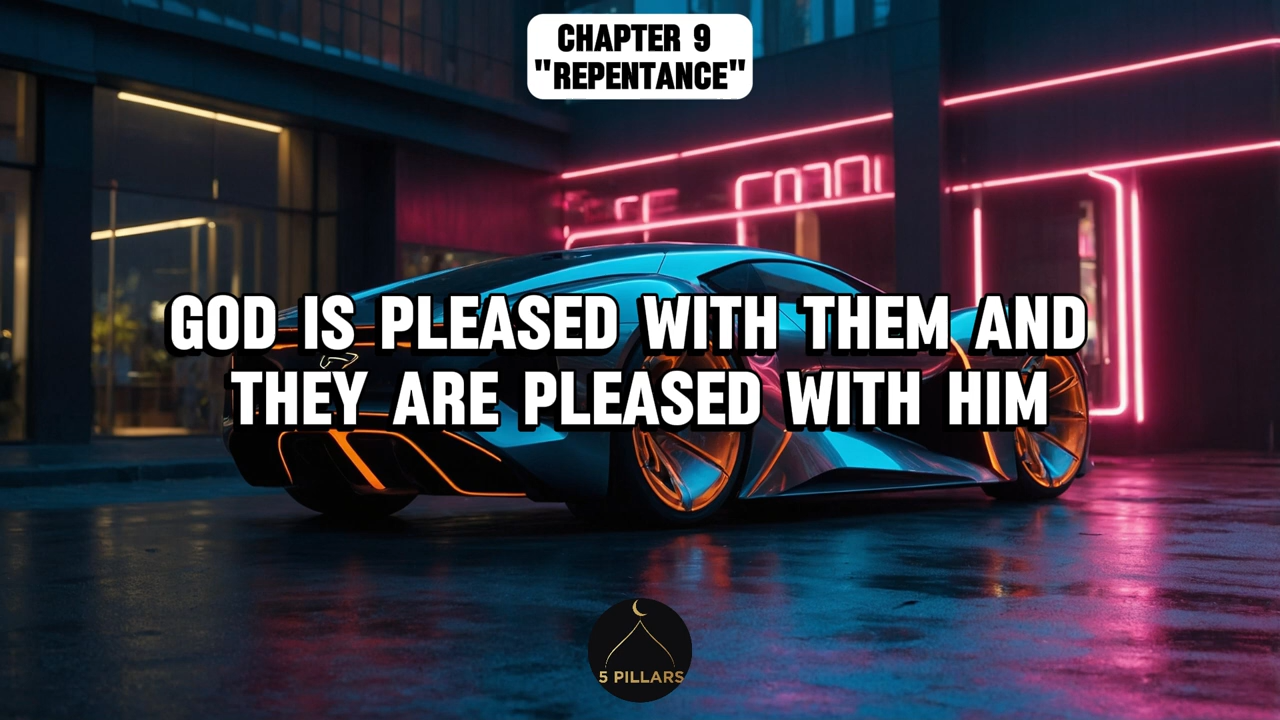 CHAPTER 9
"REPENTANCE"
GOD IS PLEASED WITH THEM AND
THEY ARE PLEASED WITH HIM
5 PILLARS